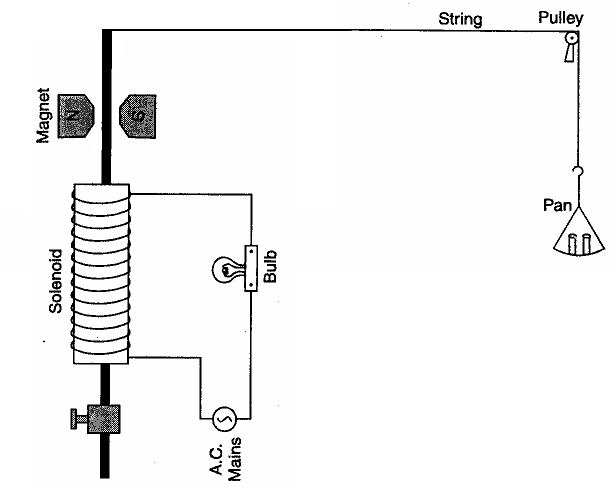 String
Pulley
Magnet
N
S
Pan
Solenoid
Bulb
A.C.
Mains